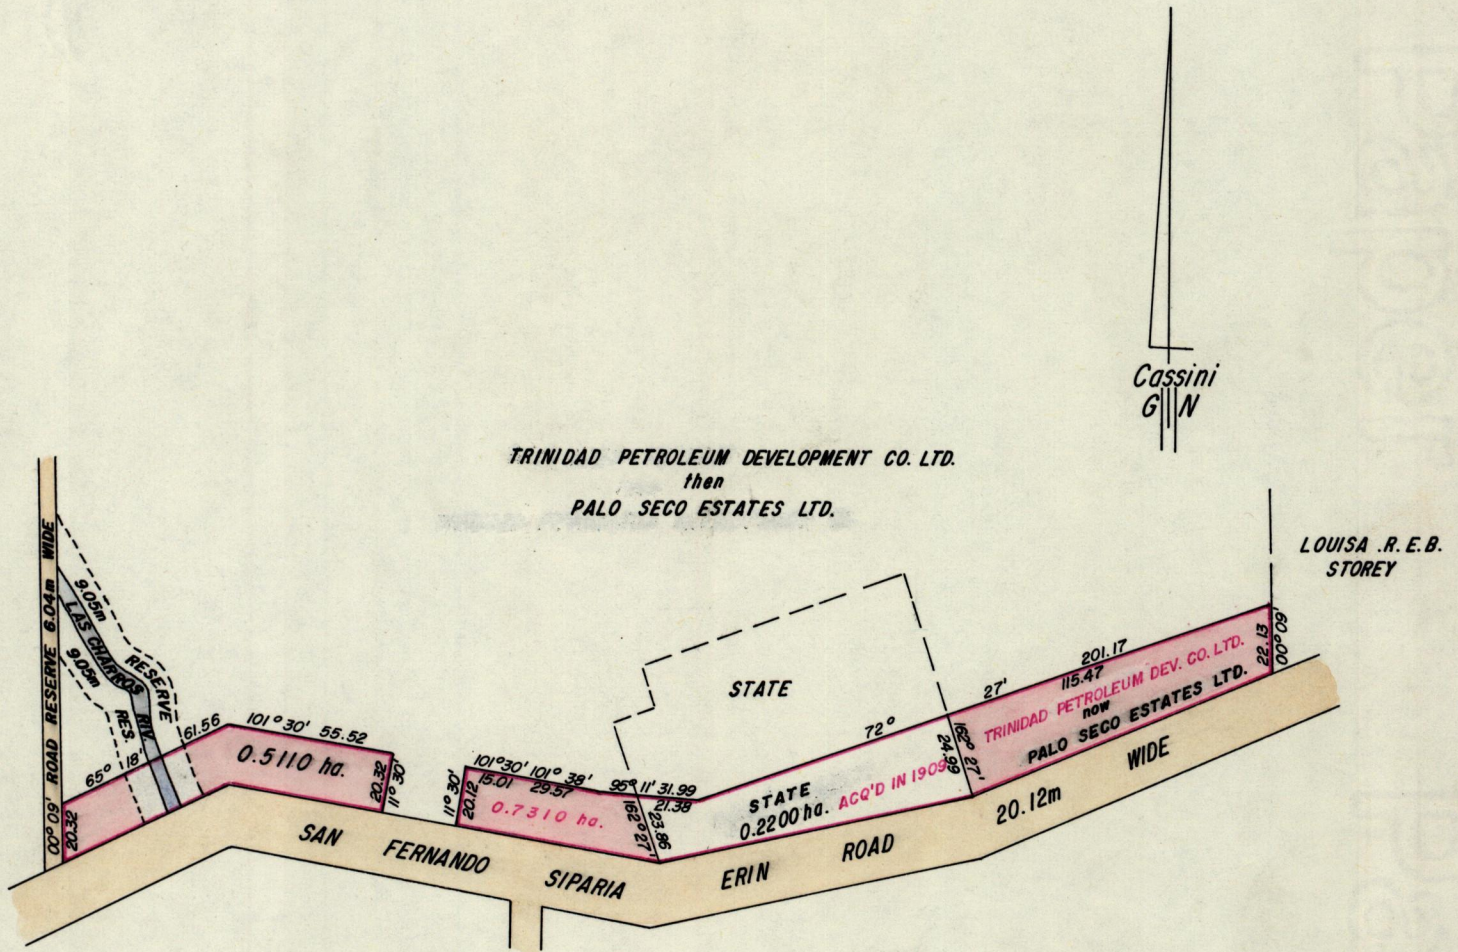 Cassini
G N
TRINIDAD PETROLEUM DEVELOPMENT CO. LTD.
then
PALO SECO ESTATES LTD.
LOUISA .R.E.B.
STOREY
00° 09' ROAD RESERVE 6.04m WIDE
9.05m
LAS CHARROS RIV.
RESERVE
9.05m
RES.
20.32
65° 18' 61.56
101° 30' 55.52
0.5110 ha.
20.32
11° 30'
11° 30'
20.12
101°30' 101° 38' 95° 11' 31.99
15.01 29.57 21.38
0.7310 ha.
162° 27'
23.86
STATE
STATE
0.2200 ha. ACQ'D IN 1909
72° 27' 201.17
115.47
24.99
162° 27'
TRINIDAD PETROLEUM DEV. CO. LTD.
now
PALO SECO ESTATES LTD.
22.13
00° 09'
SAN FERNANDO SIPARIA ERIN ROAD 20.12m WIDE